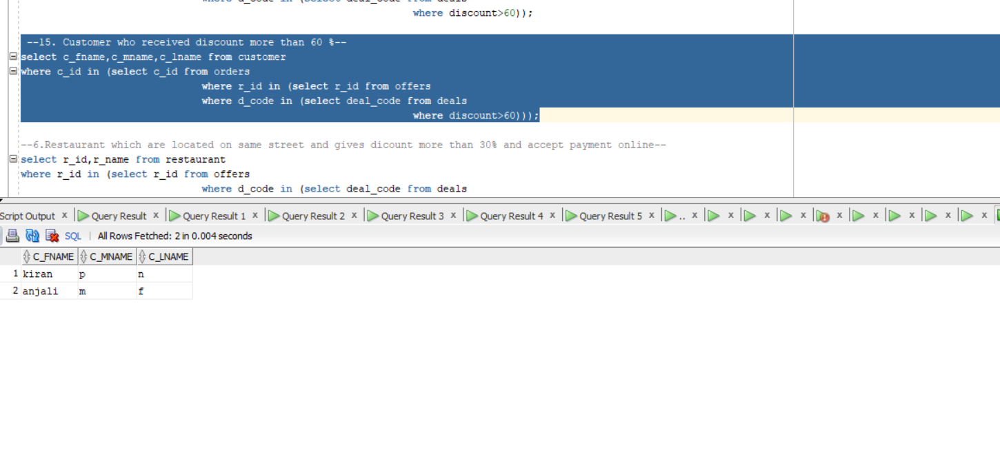 where d_code in (select deal_code from deals
where discount>60));
--15. Customer who received discount more than 60 %--
select c_fname,c_mname,c_lname from customer
where c_id in (select c_id from orders
where r_id in (select r_id from offers
where d_code in (select deal_code from deals
where discount>60)));
--6.Restaurant which are located on same street and gives dicount more than 30% and accept payment online--
select r_id,r_name from restaurant
where r_id in (select r_id from offers
where d_code in (select deal_code from deals
Script Output x Query Result x Query Result 1 x Query Result 2 x Query Result 3 x Query Result 4 x Query Result 5 x .. x x x x x x x x x
SQL | All Rows Fetched: 2 in 0.004 seconds
C_FNAME C_MNAME C_LNAME
1 kiran p n
2 anjali m f